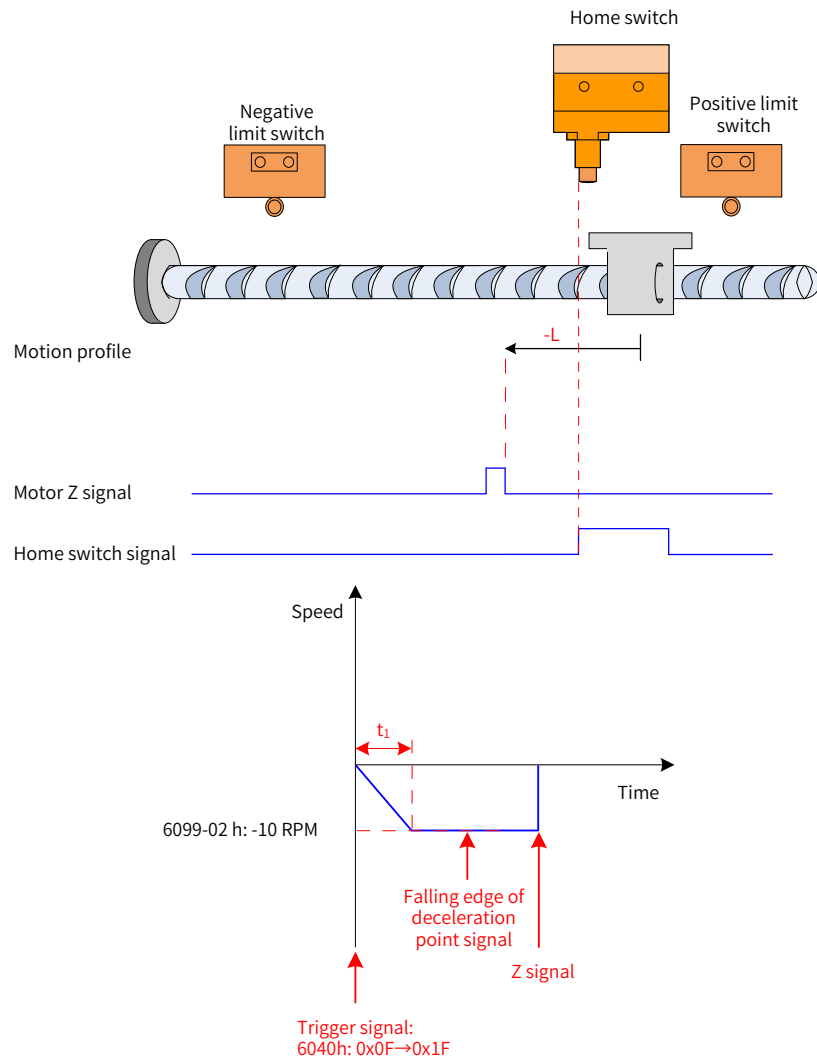 Home switch
Negative
limit switch
Positive limit
switch
Motion profile
-L
Motor Z signal
Home switch signal
Speed
t₁
Time
6099-02 h: -10 RPM
Falling edge of
deceleration
point signal
Z signal
Trigger signal:
6040h: 0x0F→0x1F